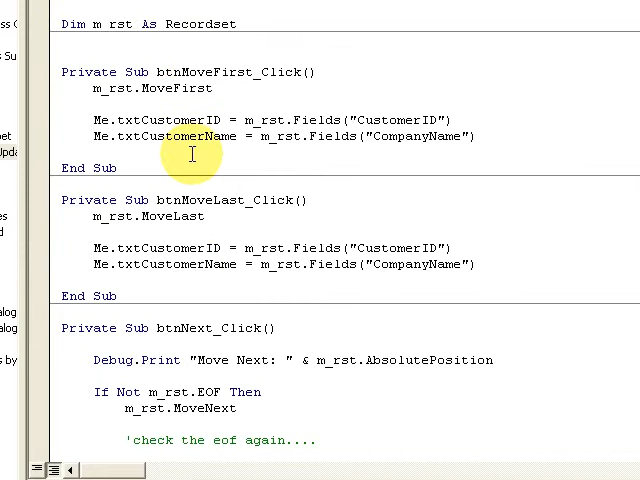 Dim m_rst As Recordset
Private Sub btnMoveFirst_Click()
m_rst.MoveFirst
Me.txtCustomerID = m_rst.Fields("CustomerID")
Me.txtCustomerName = m_rst.Fields("CompanyName")
End Sub
Private Sub btnMoveLast_Click()
m_rst.MoveLast
Me.txtCustomerID = m_rst.Fields("CustomerID")
Me.txtCustomerName = m_rst.Fields("CompanyName")
End Sub
Private Sub btnNext_Click()
Debug.Print "Move Next: " & m_rst.AbsolutePosition
If Not m_rst.EOF Then
m_rst.MoveNext
'check the eof again....